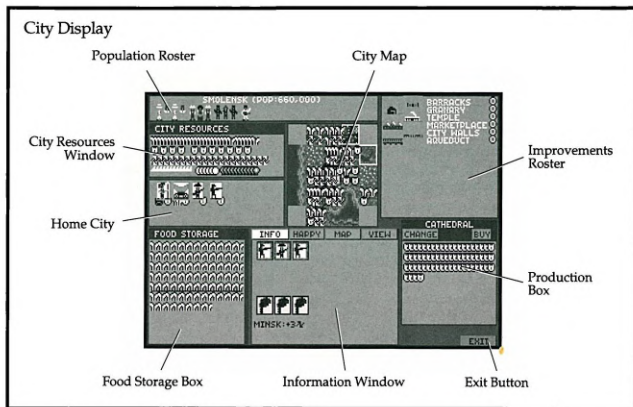 City Display
Population Roster
City Map
SMOLENSK (POP:660,000)
BARRACKS
GRANARY
TEMPLE
MARKETPLACE
CITY WALLS
AQUEDUCT
CITY RESOURCES
City Resources
Window
Improvements
Roster
Home City
CATHEDRAL
FOOD STORAGE
INFO
HAPPY
MAP
VIEW
CHANGE
BUY
Production
Box
MINSK:+3
EXIT
Food Storage Box
Information Window
Exit Button